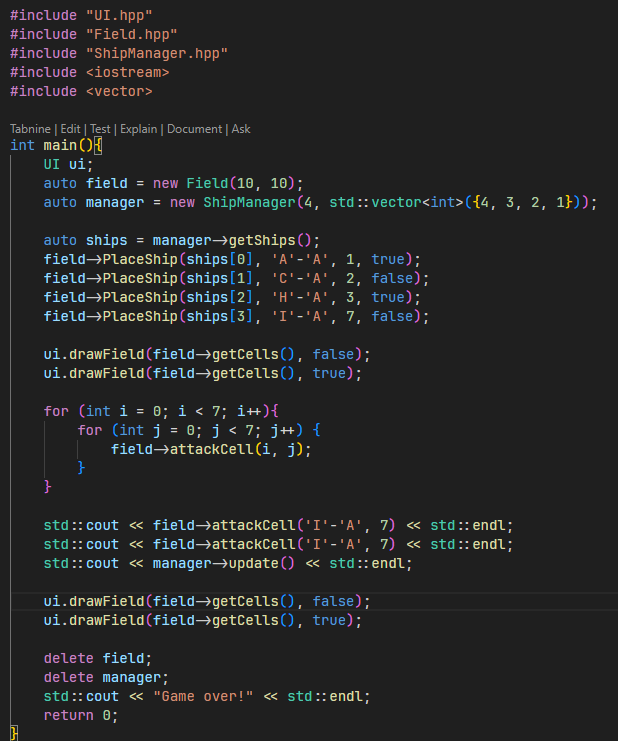 #include "UI.hpp"
#include "Field.hpp"
#include "ShipManager.hpp"
#include <iostream>
#include <vector>
Tabnine | Edit | Test | Explain | Document | Ask
int main(){
    UI ui;
    auto field = new Field(10, 10);
    auto manager = new ShipManager(4, std::vector<int>({4, 3, 2, 1}));

    auto ships = manager->getShips();
    field->PlaceShip(ships[0], 'A'-'A', 1, true);
    field->PlaceShip(ships[1], 'C'-'A', 2, false);
    field->PlaceShip(ships[2], 'H'-'A', 3, true);
    field->PlaceShip(ships[3], 'I'-'A', 7, false);

    ui.drawField(field->getCells(), false);
    ui.drawField(field->getCells(), true);

    for (int i = 0; i < 7; i++){
        for (int j = 0; j < 7; j++) {
            field->attackCell(i, j);
        }
    }

    std::cout << field->attackCell('I'-'A', 7) << std::endl;
    std::cout << field->attackCell('I'-'A', 7) << std::endl;
    std::cout << manager->update() << std::endl;

    ui.drawField(field->getCells(), false);
    ui.drawField(field->getCells(), true);

    delete field;
    delete manager;
    std::cout << "Game over!" << std::endl;
    return 0;
}